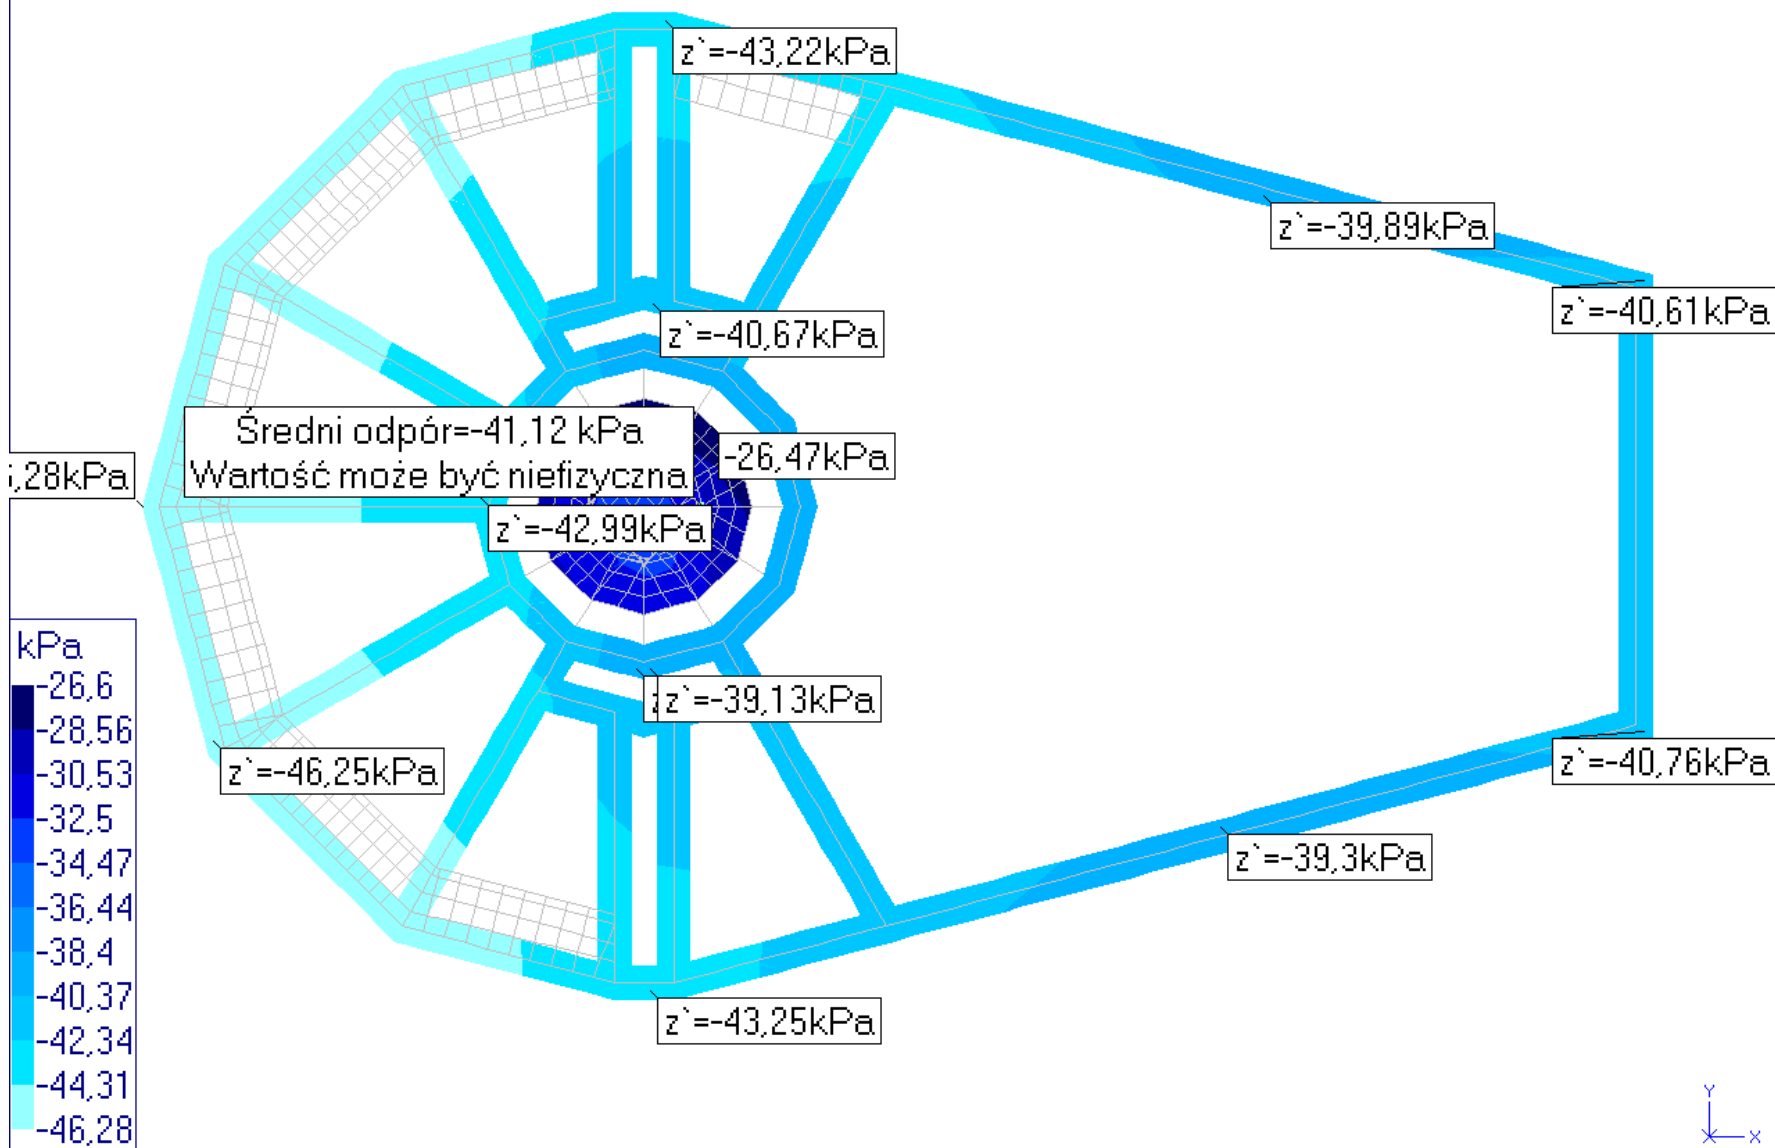 z`=-43,22kPa
z`=-39,89kPa
z`=-40,61kPa
z`=-40,67kPa
Średni odpór=-41,12 kPa
Wartość może być niefizyczna
-26,47kPa
,28kPa
z`=-42,99kPa
z`=-39,13kPa
z`=-46,25kPa
z`=-40,76kPa
z`=-39,3kPa
z`=-43,25kPa
kPa
-26,6
-28,56
-30,53
-32,5
-34,47
-36,44
-38,4
-40,37
-42,34
-44,31
-46,28
Y
X